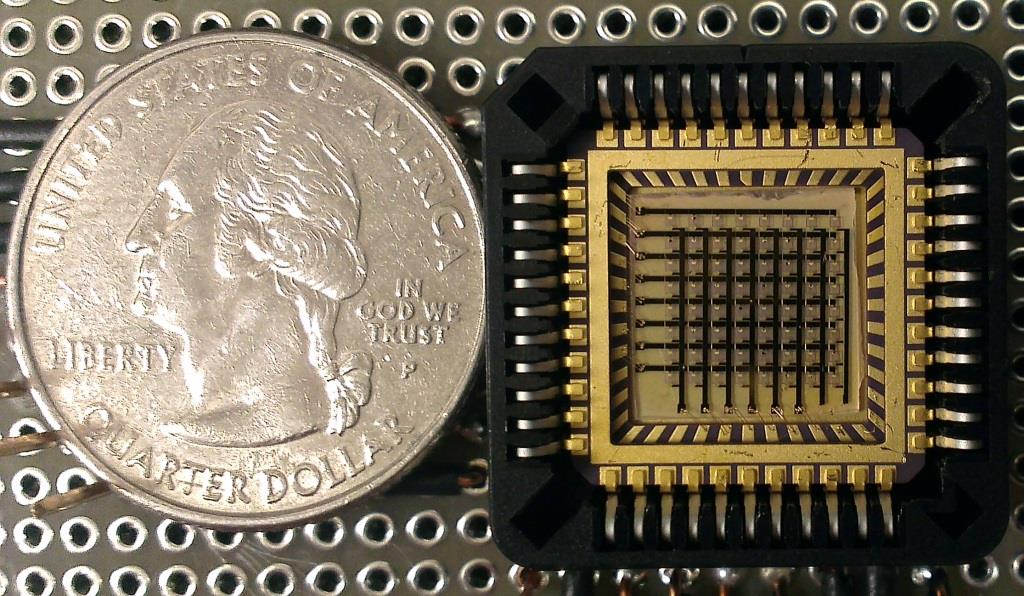 UNITED STATES OF AMERICA
IN
GOD WE
TRUST
LIBERTY
P
QUARTER DOLLAR